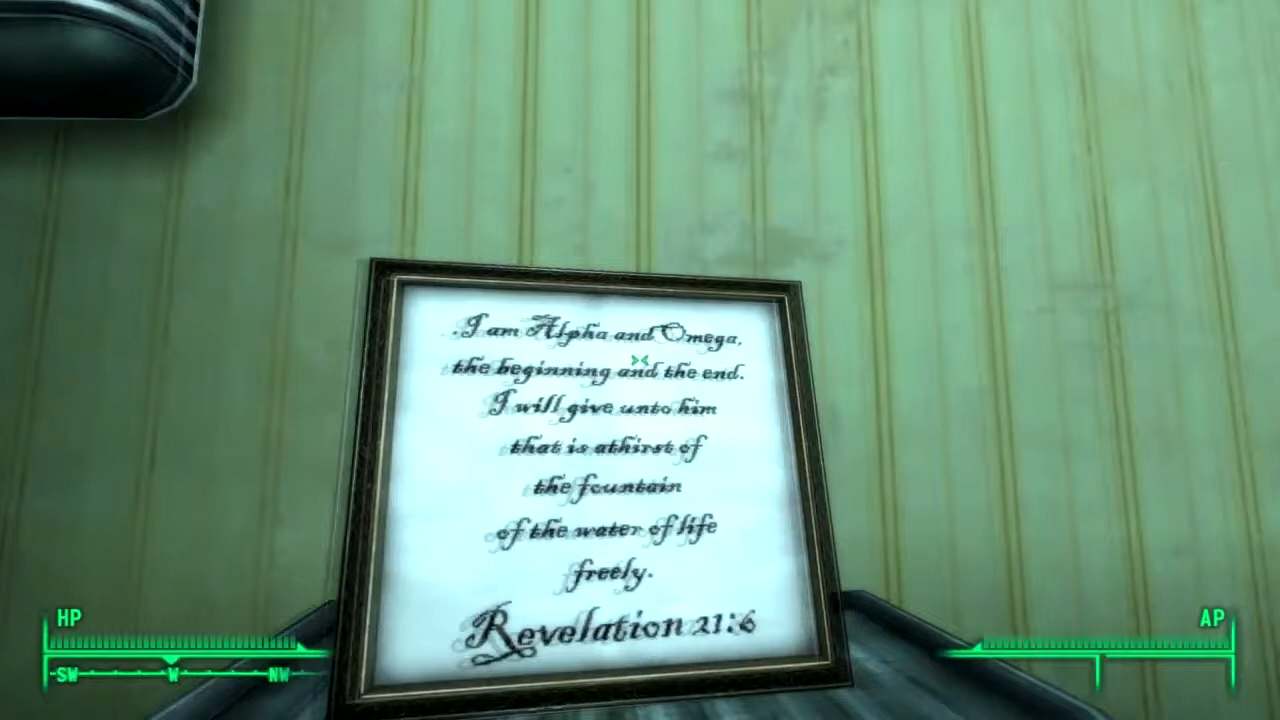 I am Alpha and Omega,
the beginning and the end.
I will give unto him
that is athirst of
the fountain
of the water of life
freely.
Revelation 21:6
HP
AP
SW W NW